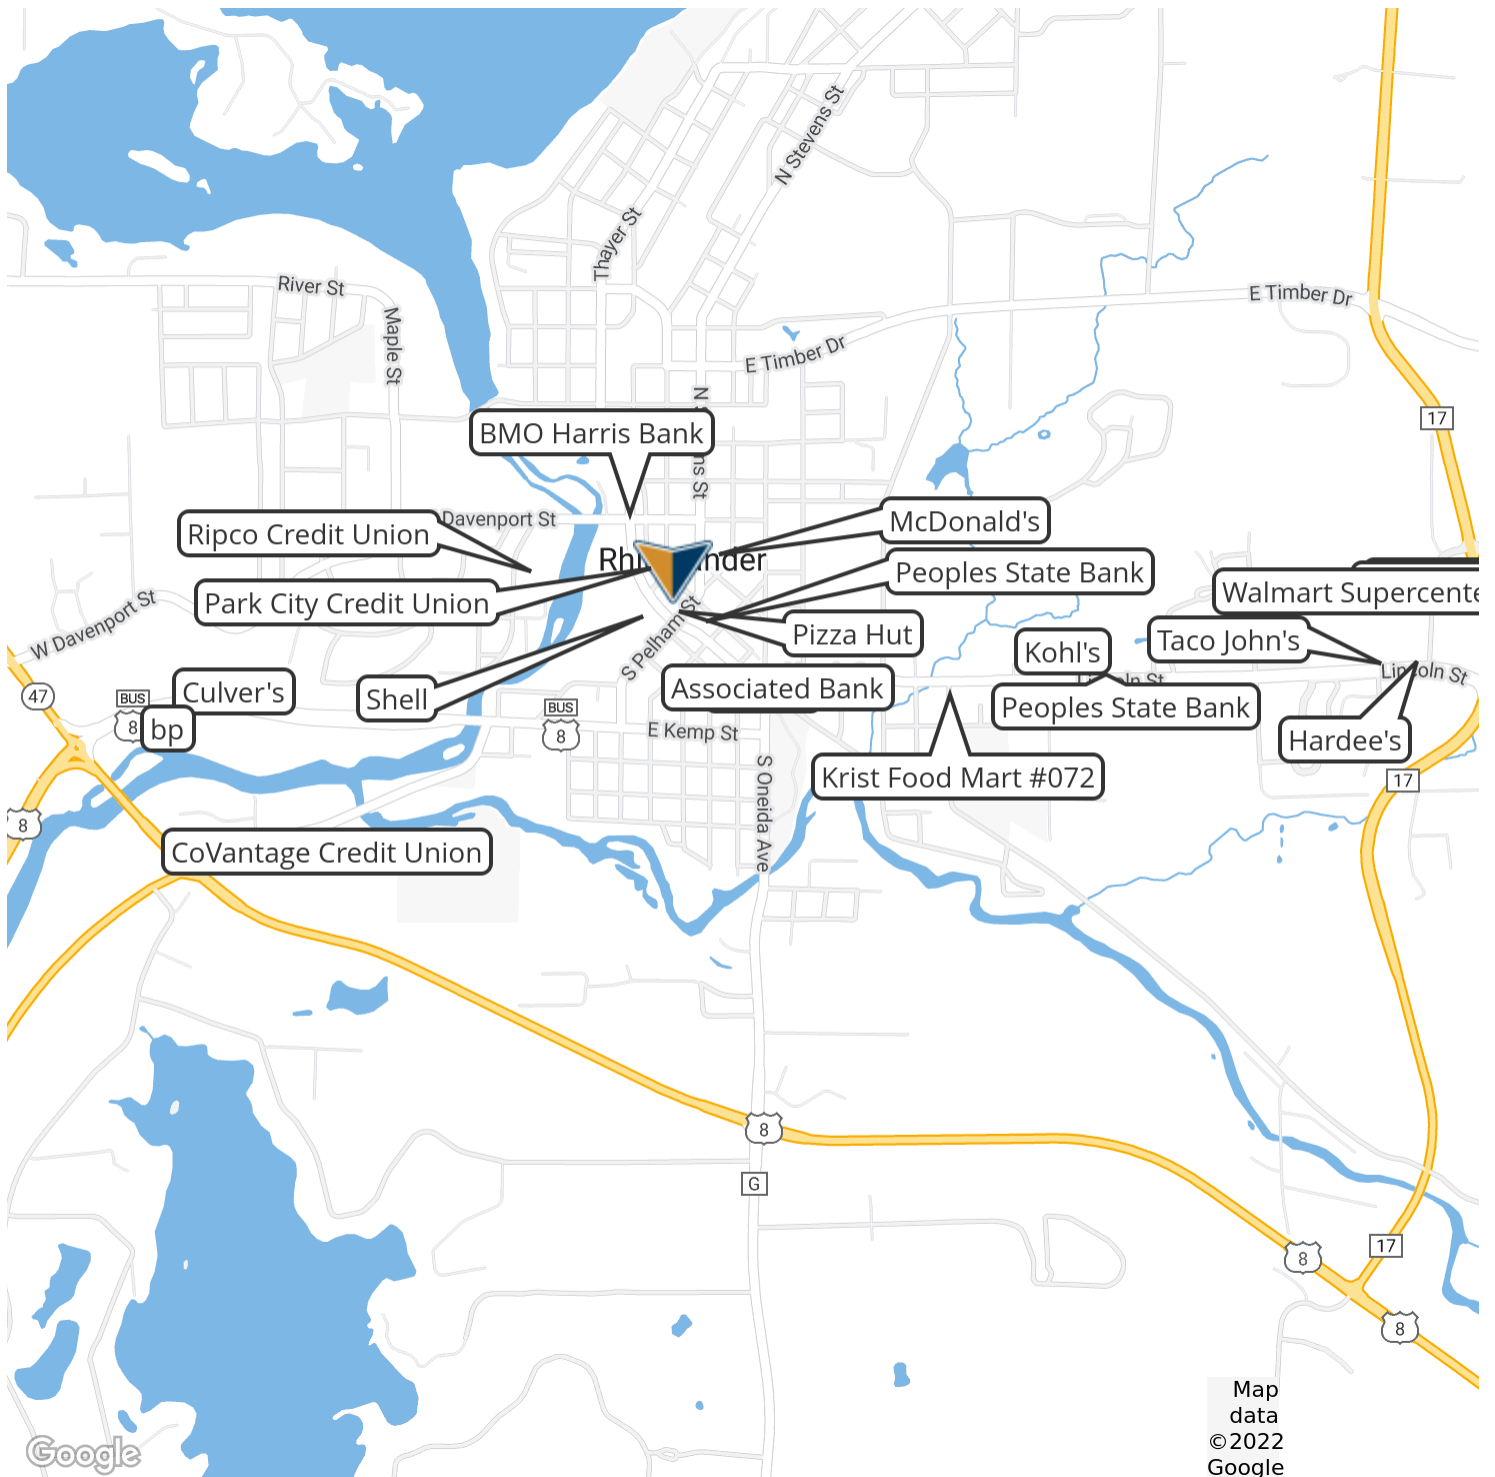 N Stevens St
Thayer St
River St
E Timber Dr
Maple St
E Timber Dr
17
BMO Harris Bank
Davenport St
Ripco Credit Union
McDonald's
Peoples State Bank
Park City Credit Union
Walmart Supercente
W Davenport St
Pizza Hut
Taco John's
S Pelham St
Kohl's
Lincoln St
Lincoln St
47
BUS
8
Culver's
Shell
Associated Bank
Peoples State Bank
bp
BUS
8
E Kemp St
Hardee's
Krist Food Mart #072
17
S Oneida Ave
8
CoVantage Credit Union
8
G
17
8
8
Map
data
©2022
Google
Google